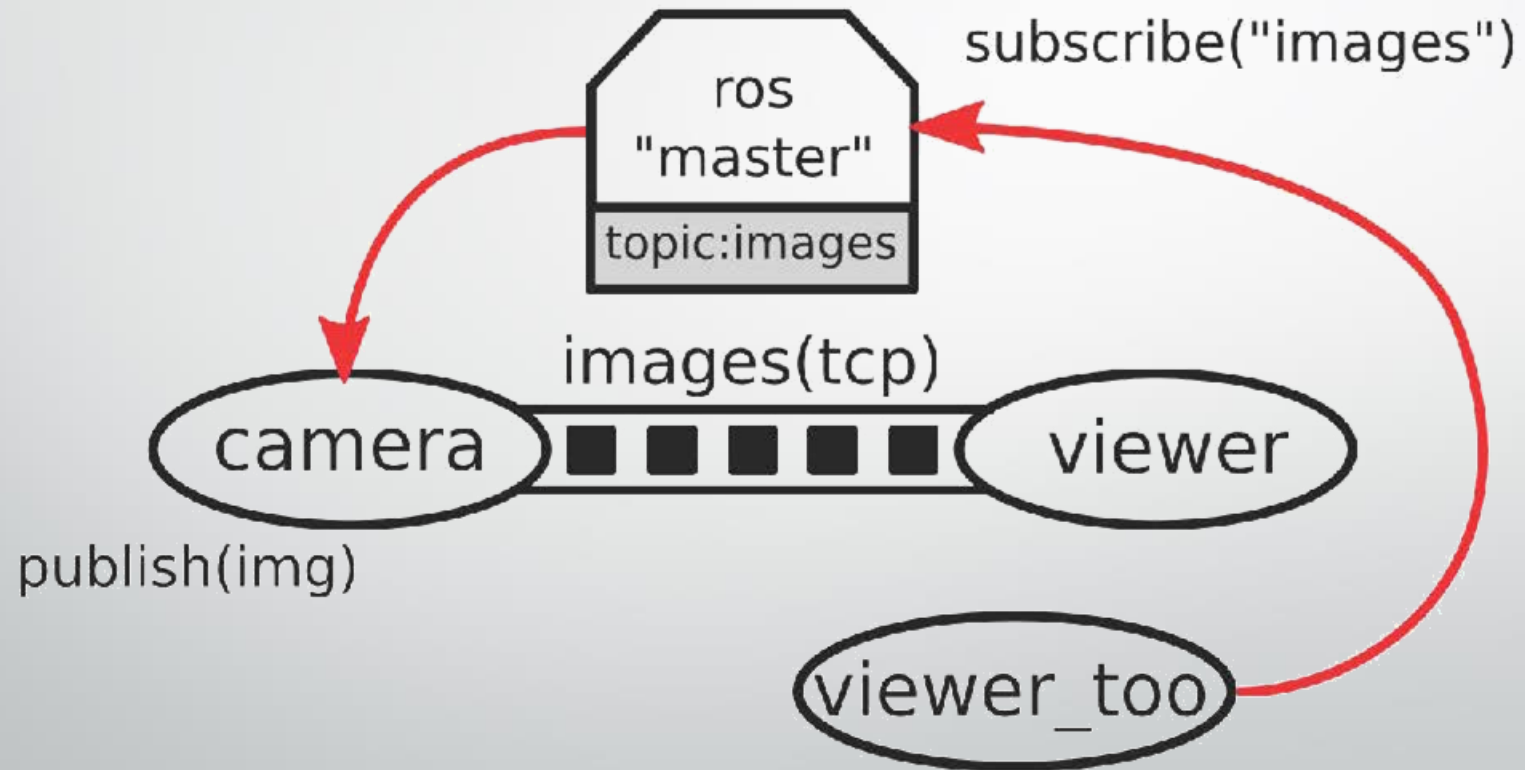 subscribe("images")
ros
"master"
topic:images
images(tcp)
camera
viewer
publish(img)
viewer_too